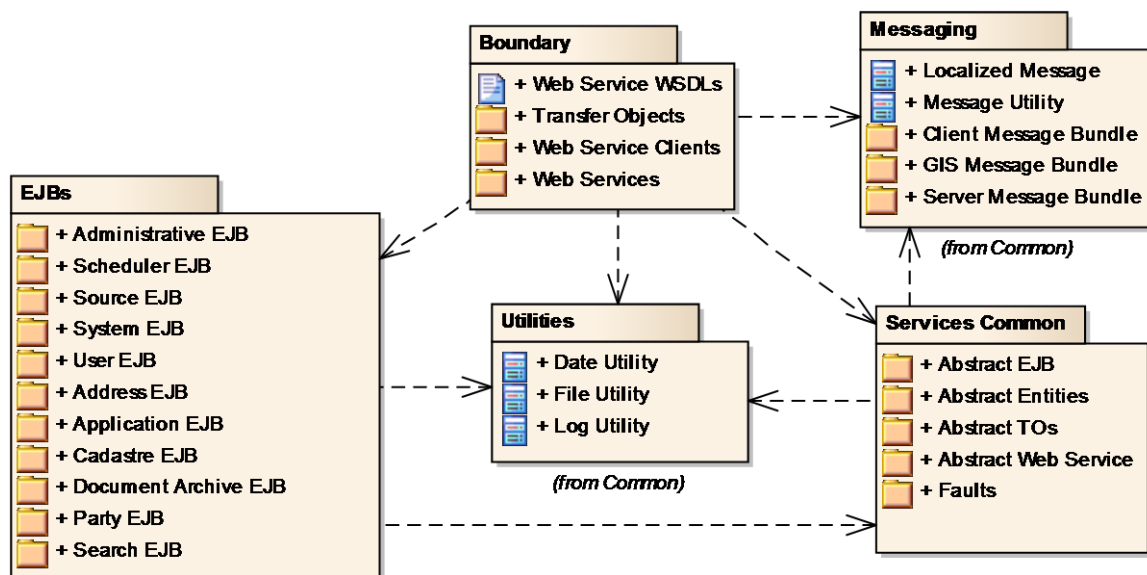 Boundary
+ Web Service WSDLs
+ Transfer Objects
+ Web Service Clients
+ Web Services
Messaging
+ Localized Message
+ Message Utility
+ Client Message Bundle
+ GIS Message Bundle
+ Server Message Bundle
(from Common)
EJBs
+ Administrative EJB
+ Scheduler EJB
+ Source EJB
+ System EJB
+ User EJB
+ Address EJB
+ Application EJB
+ Cadastre EJB
+ Document Archive EJB
+ Party EJB
+ Search EJB
Utilities
+ Date Utility
+ File Utility
+ Log Utility
(from Common)
Services Common
+ Abstract EJB
+ Abstract Entities
+ Abstract TOs
+ Abstract Web Service
+ Faults